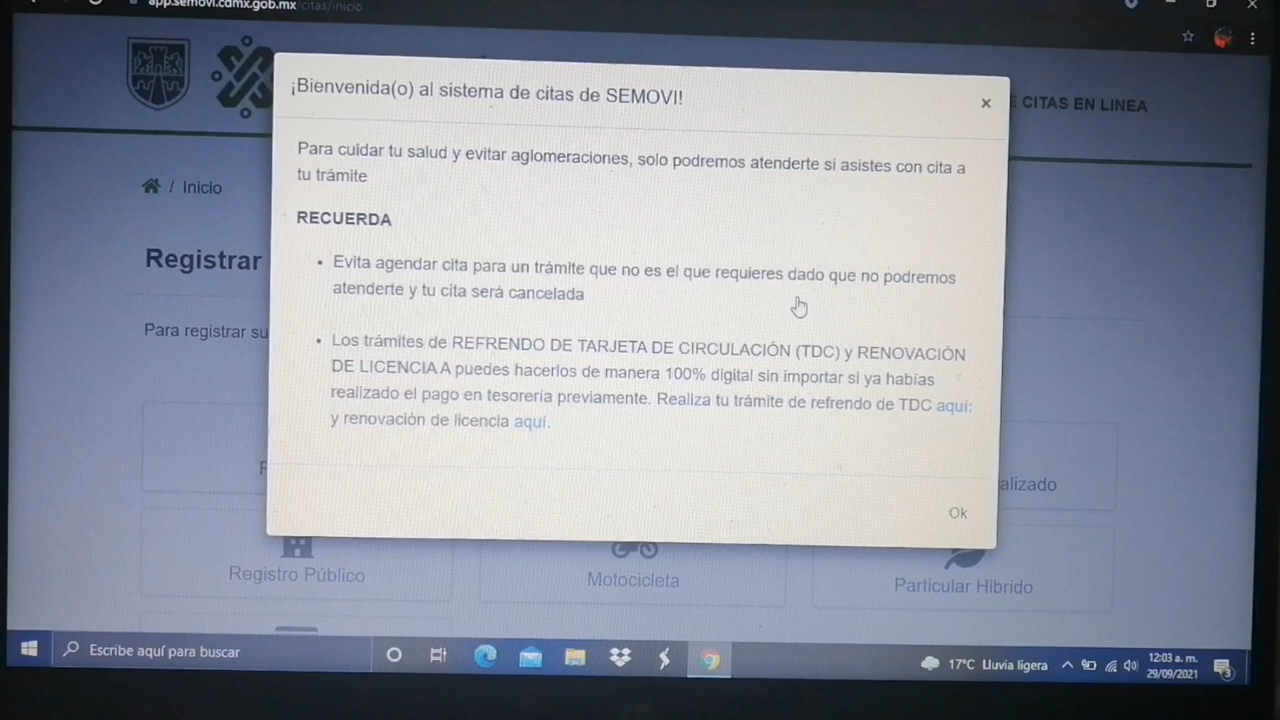 app.semovi.cdmx.gob.mx/citas/inicio
¡Bienvenida(o) al sistema de citas de SEMOVI!
×
CITAS EN LINEA
Para cuidar tu salud y evitar aglomeraciones, solo podremos atenderte si asistes con cita a
tu trámite
/ Inicio
RECUERDA
Registrar
• Evita agendar cita para un trámite que no es el que requieres dado que no podremos
atenderte y tu cita será cancelada
Para registrar su
• Los trámites de REFRENDO DE TARJETA DE CIRCULACIÓN (TDC) y RENOVACIÓN
DE LICENCIA A puedes hacerlos de manera 100% digital sin importar si ya habías
realizado el pago en tesorería previamente. Realiza tu trámite de refrendo de TDC aquí:
y renovación de licencia aquí.
alizado
Ok
Registro Público
Motocicleta
Particular Hibrido
Escribe aquí para buscar
17°C Lluvia ligera
12:03 a. m.
29/09/2021
3